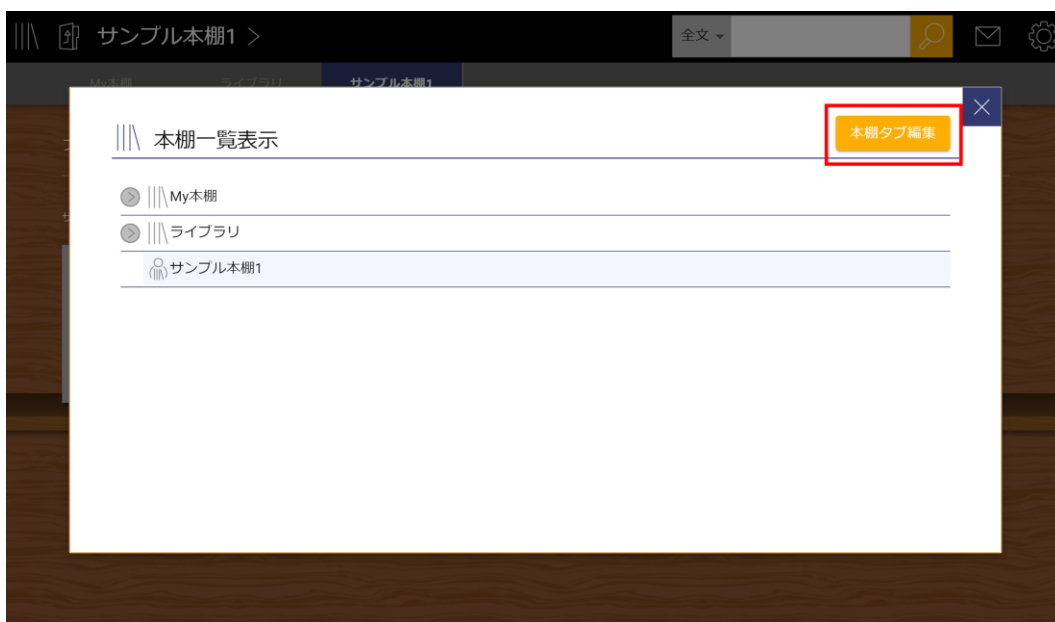 サンプル本棚1 >
全文
My本棚 ライブラリ サンプル本棚1
本棚一覧表示
本棚タブ編集
My本棚
ライブラリ
サンプル本棚1